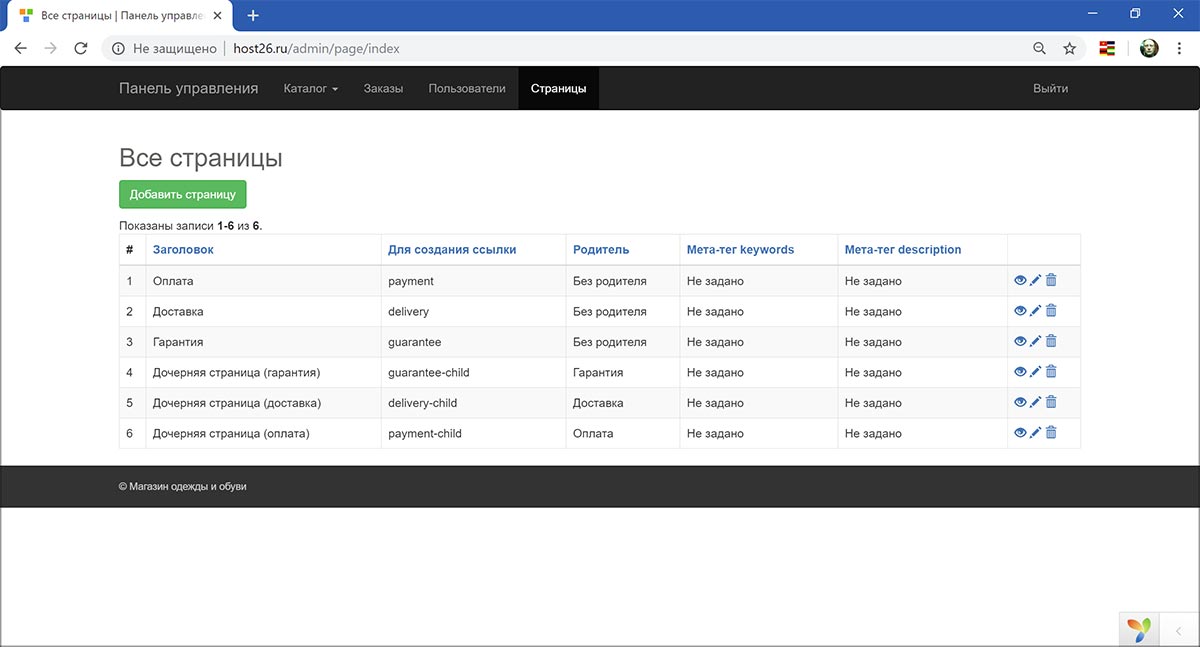 Все страницы | Панель управле
Не защищено | host26.ru/admin/page/index
Панель управления Каталог Заказы Пользователи Страницы Выйти
Все страницы
Добавить страницу
Показаны записи 1-6 из 6.
# Заголовок Для создания ссылки Родитель Мета-тег keywords Мета-тег description
1 Оплата payment Без родителя Не задано Не задано
2 Доставка delivery Без родителя Не задано Не задано
3 Гарантия guarantee Без родителя Не задано Не задано
4 Дочерняя страница (гарантия) guarantee-child Гарантия Не задано Не задано
5 Дочерняя страница (доставка) delivery-child Доставка Не задано Не задано
6 Дочерняя страница (оплата) payment-child Оплата Не задано Не задано
© Магазин одежды и обуви